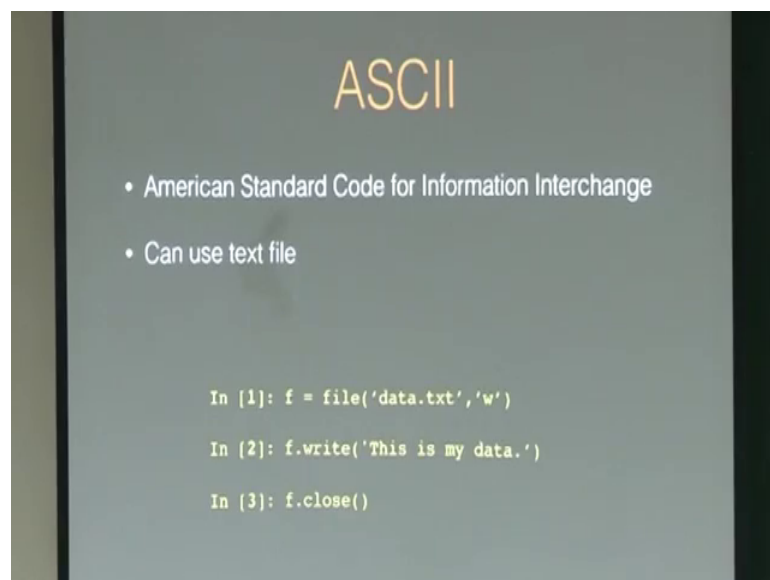 ASCII
• American Standard Code for Information Interchange
• Can use text file
In [1]: f = file('data.txt','w')
In [2]: f.write('This is my data.')
In [3]: f.close()